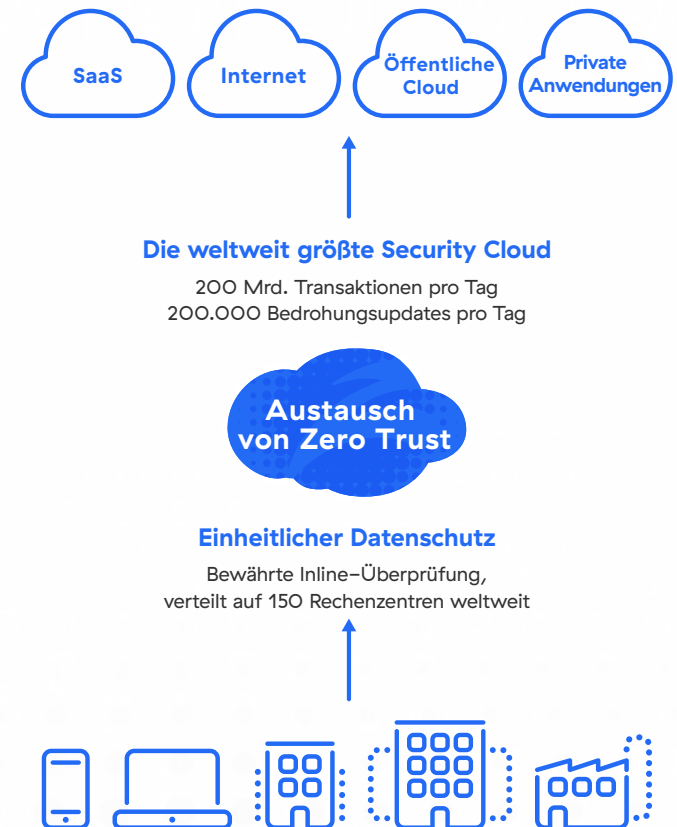 SaaS
Internet
Öffentliche
Cloud
Private
Anwendungen
Die weltweit größte Security Cloud
200 Mrd. Transaktionen pro Tag
200.000 Bedrohungsupdates pro Tag
Austausch
von Zero Trust
Einheitlicher Datenschutz
Bewährte Inline-Überprüfung,
verteilt auf 150 Rechenzentren weltweit